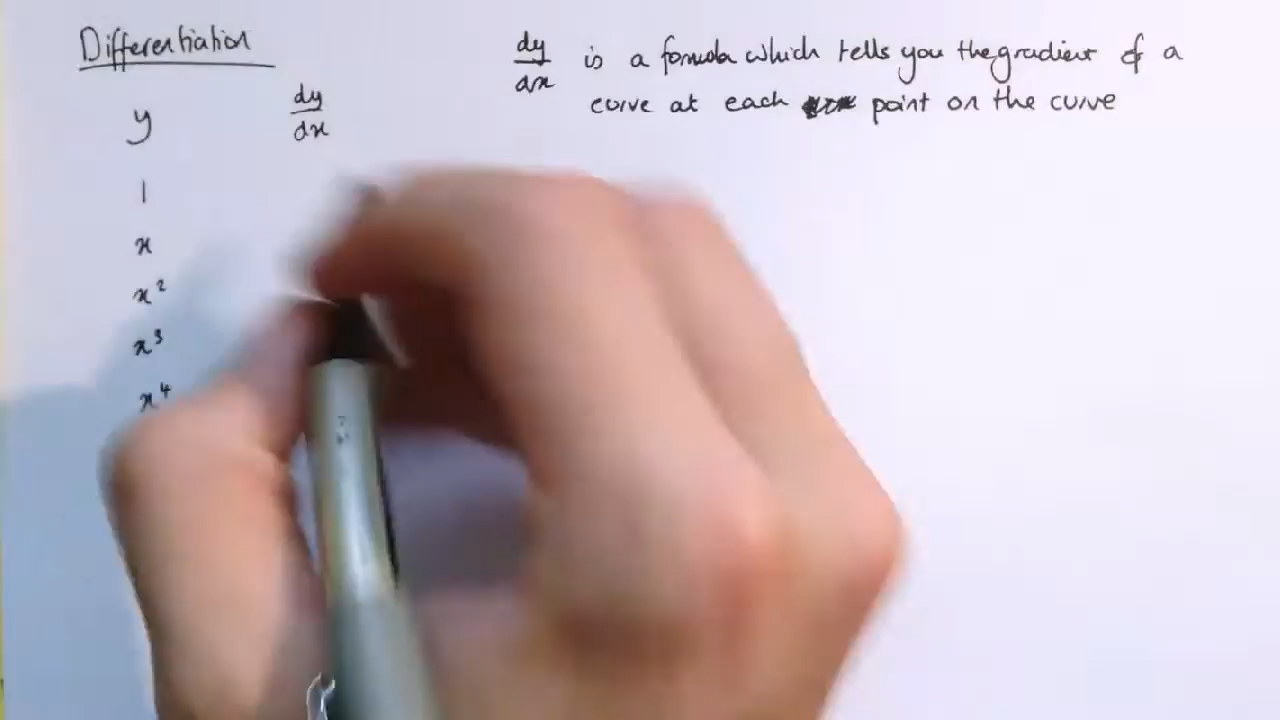 Differentiation
dy/dx is a formula which tells you the gradient of a
curve at each point on the curve
y dy/dx
1
x
x²
x³
x⁴